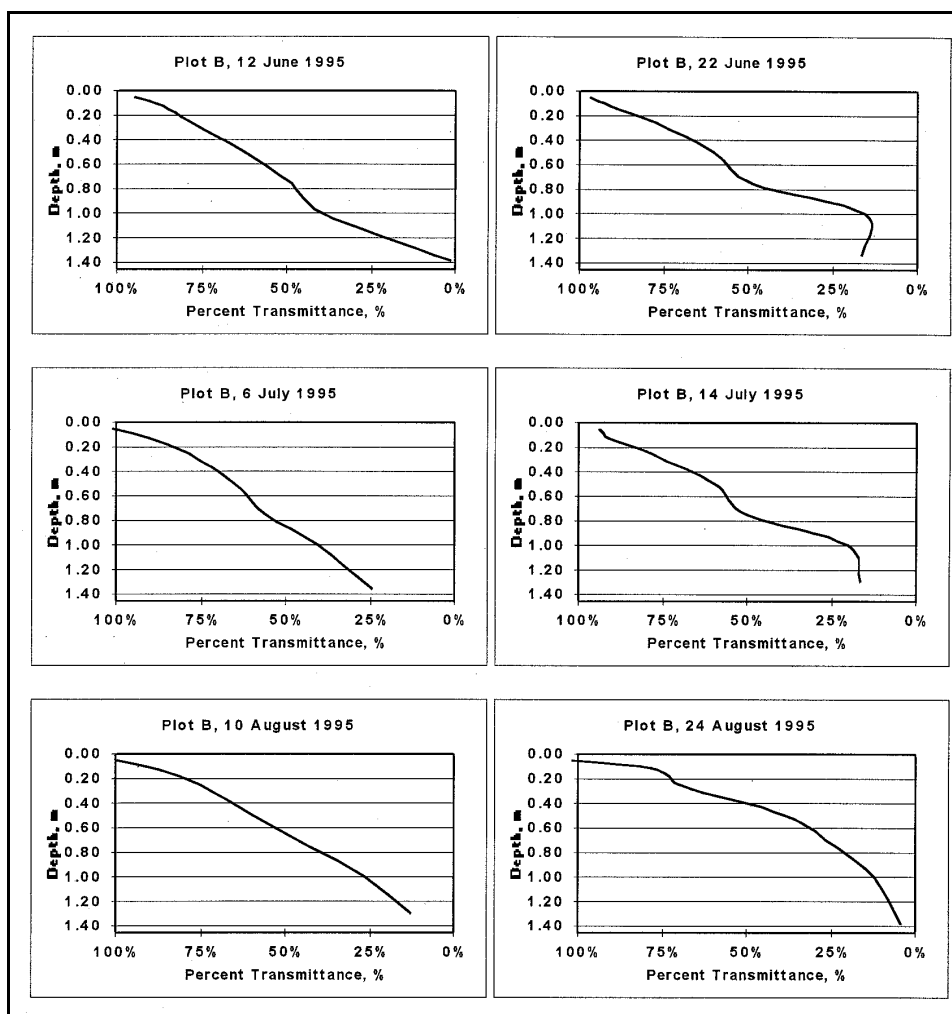 Plot B, 12 June 1995
0.00
0.20
0.40
0.60
0.80
1.00
1.20
1.40
Depth, m
100% 75% 50% 25% 0%
Percent Transmittance, %
Plot B, 22 June 1995
0.00
0.20
0.40
0.60
0.80
1.00
1.20
1.40
Depth, m
100% 75% 50% 25% 0%
Percent Transmittance, %
Plot B, 6 July 1995
0.00
0.20
0.40
0.60
0.80
1.00
1.20
1.40
Depth, m
100% 75% 50% 25% 0%
Percent Transmittance, %
Plot B, 14 July 1995
0.00
0.20
0.40
0.60
0.80
1.00
1.20
1.40
Depth, m
100% 75% 50% 25% 0%
Percent Transmittance, %
Plot B, 10 August 1995
0.00
0.20
0.40
0.60
0.80
1.00
1.20
1.40
Depth, m
100% 75% 50% 25% 0%
Percent Transmittance, %
Plot B, 24 August 1995
0.00
0.20
0.40
0.60
0.80
1.00
1.20
1.40
Depth, m
100% 75% 50% 25% 0%
Percent Transmittance, %